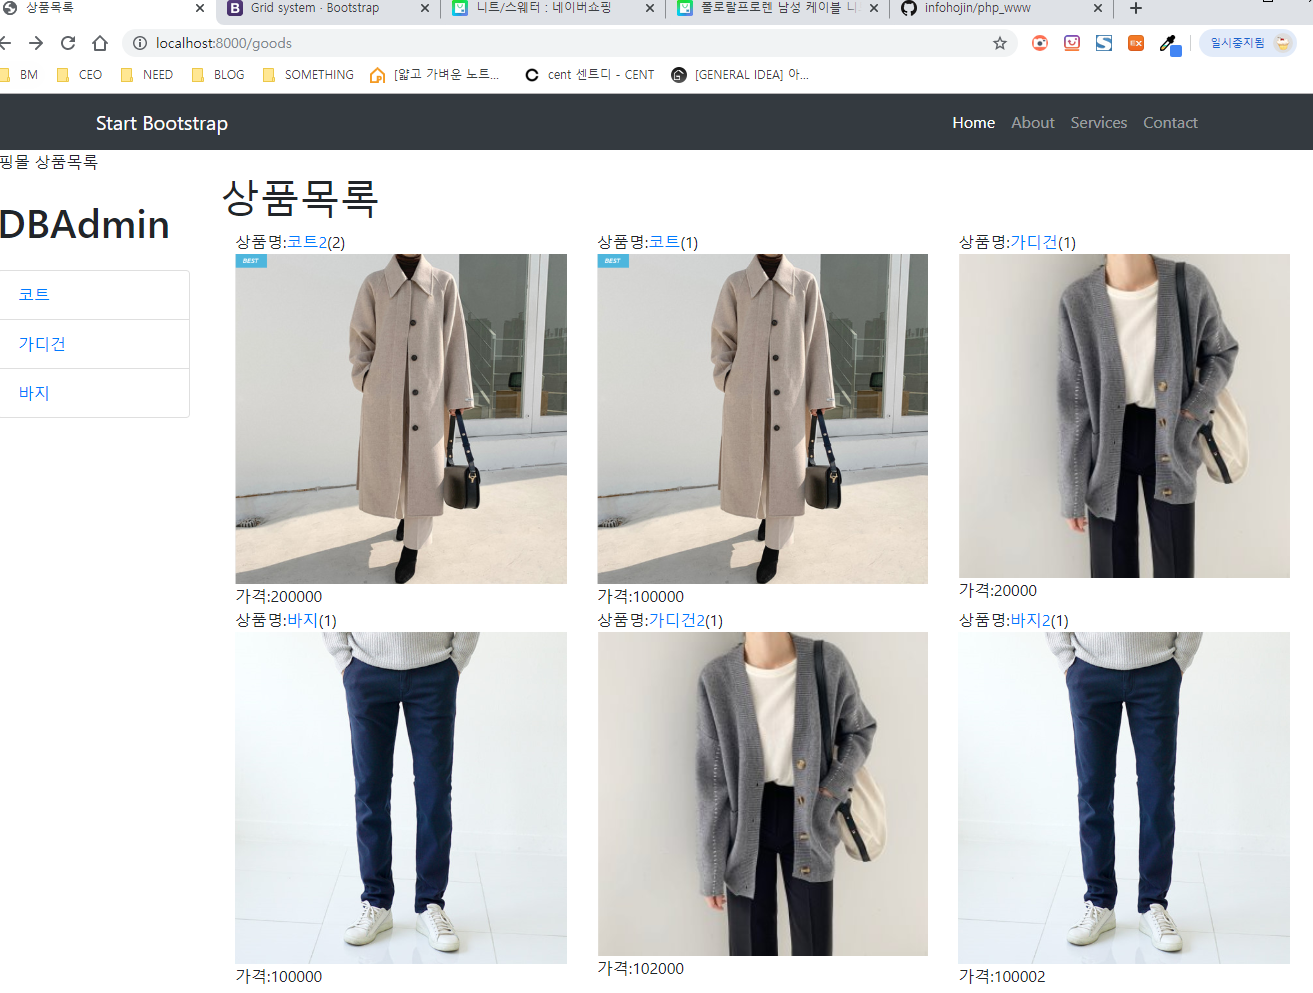 상품목록
Grid system · Bootstrap
니트/스웨터 : 네이버쇼핑
폴로랄프로렌 남성 케이블 니
infohojin/php_www
localhost:8000/goods
일시중지됨
BM
CEO
NEED
BLOG
SOMETHING
[얇고 가벼운 노트...
cent 센트디 - CENT
[GENERAL IDEA] 아...
Start Bootstrap
Home
About
Services
Contact
핑몰 상품목록
DBAdmin
코트
가디건
바지
상품목록
상품명:코트2(2)
BEST
가격:200000
상품명:코트(1)
BEST
가격:100000
상품명:가디건(1)
가격:20000
상품명:바지(1)
가격:100000
상품명:가디건2(1)
가격:102000
상품명:바지2(1)
가격:100002